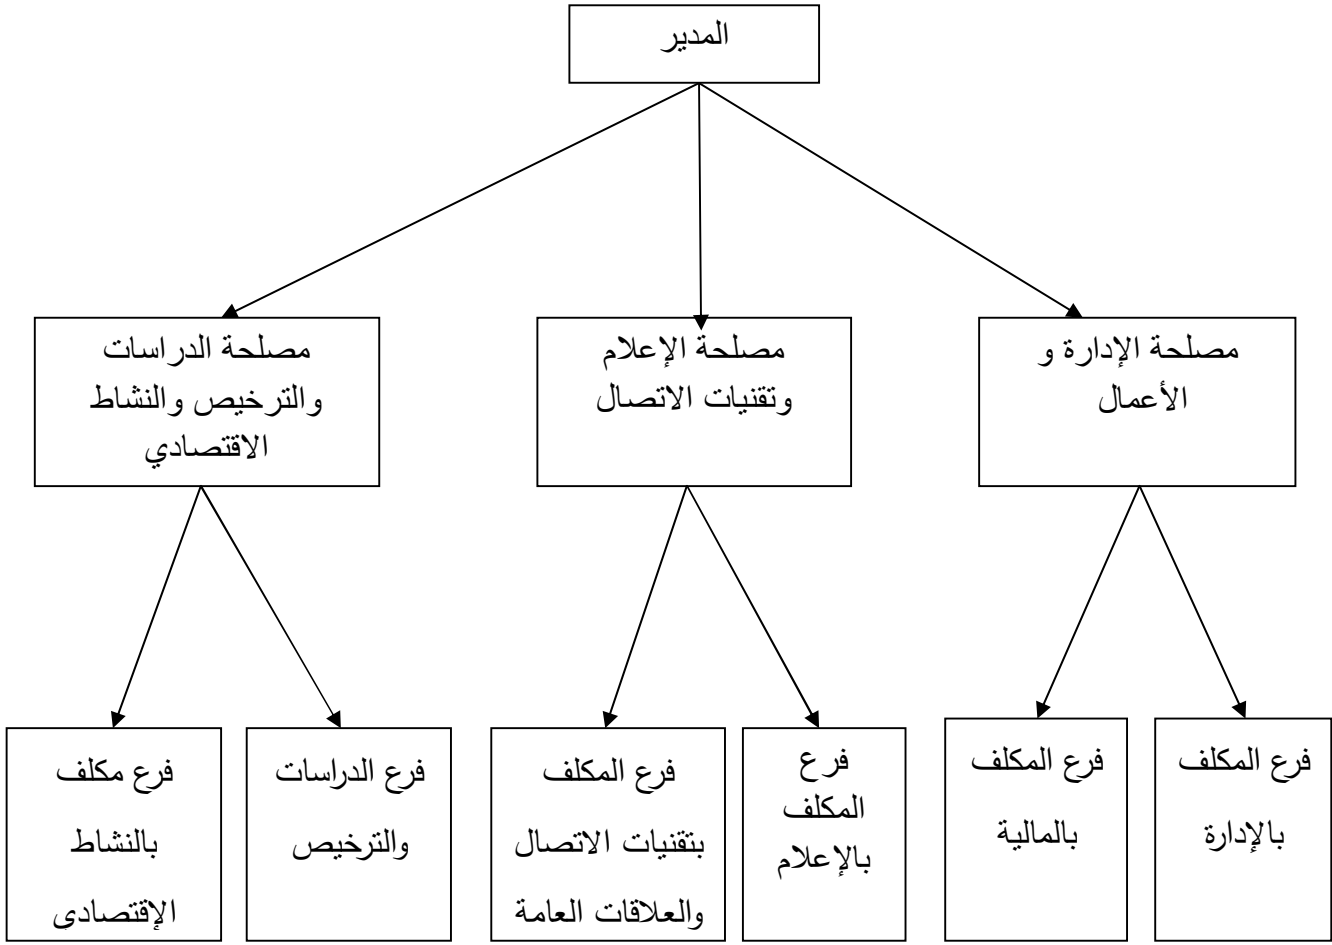 المدير
مصلحة الإدارة و
الأعمال
مصلحة الإعلام
وتقنيات الاتصال
مصلحة الدراسات
والترخيص والنشاط
الاقتصادي
فرع المكلف
بالإدارة
فرع المكلف
بالمالية
فرع
المكلف
بالإعلام
فرع المكلف
بتقنيات الاتصال
والعلاقات العامة
فرع الدراسات
والترخيص
فرع مكلف
بالنشاط
الإقتصادي